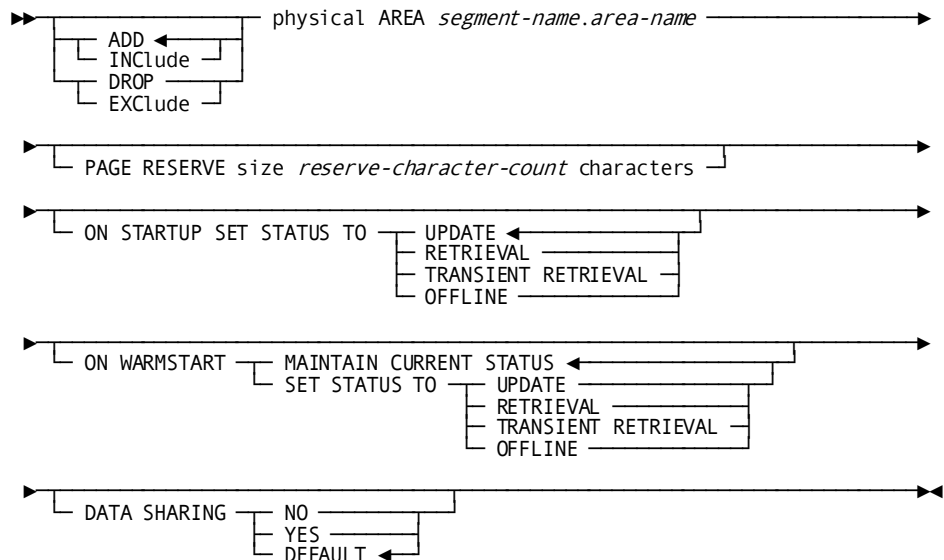 physical AREA segment-name.area-name
ADD
INClude
DROP
EXClude
PAGE RESERVE size reserve-character-count characters
ON STARTUP SET STATUS TO UPDATE
RETRIEVAL
TRANSIENT RETRIEVAL
OFFLINE
ON WARMSTART MAINTAIN CURRENT STATUS
SET STATUS TO UPDATE
RETRIEVAL
TRANSIENT RETRIEVAL
OFFLINE
DATA SHARING NO
YES
DEFAULT